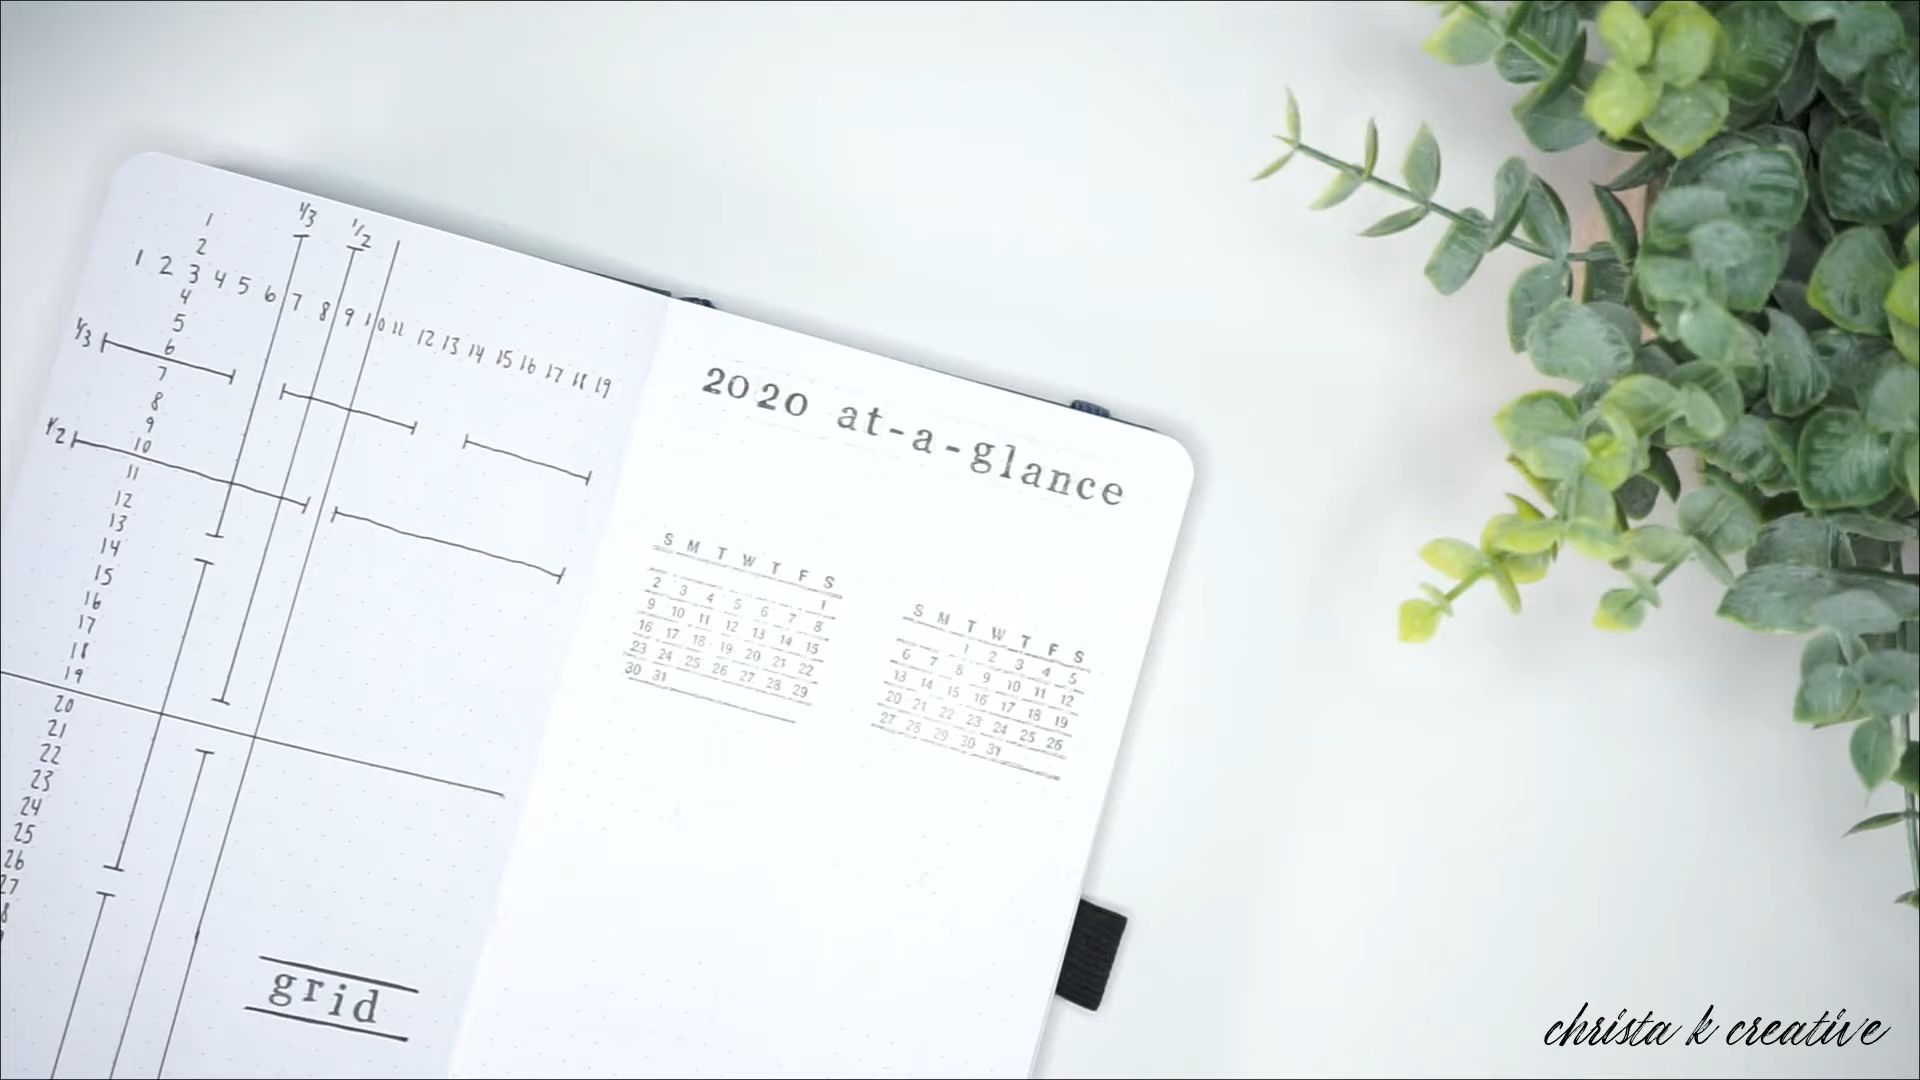 1/3 1/2
1
2
1 2 3 4 5 6 7 8 9 10 11 12 13 14 15 16 17 18 19
4
5
1/3 6
7
8
9
1/2 10
11
12
13
14
15
16
17
18
19
20
21
22
23
24
25
26
27
8
grid
2020 at-a-glance
S M T W T F S
1
2 3 4 5 6 7 8
9 10 11 12 13 14 15
16 17 18 19 20 21 22
23 24 25 26 27 28 29
30 31
S M T W T F S
1 2 3 4 5
6 7 8 9 10 11 12
13 14 15 16 17 18 19
20 21 22 23 24 25 26
27 28 29 30 31
christa k creative